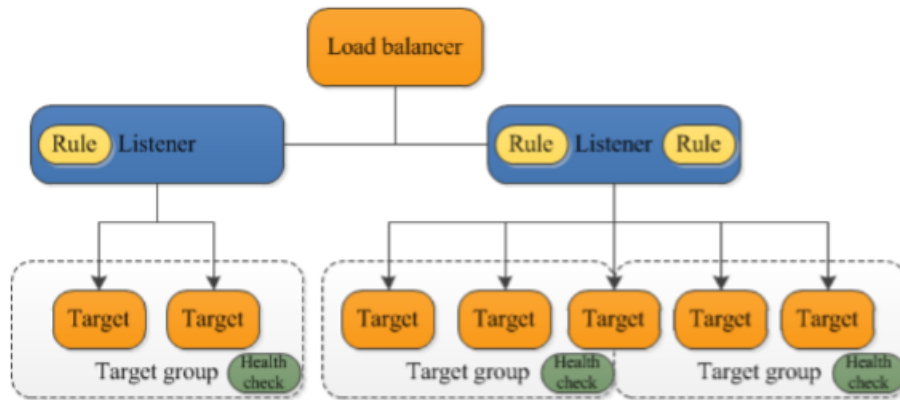 Load balancer
Rule Listener
Rule Listener Rule
Target Target
Target Target Target Target Target
Target group Health check
Target group Health check
Target group Health check